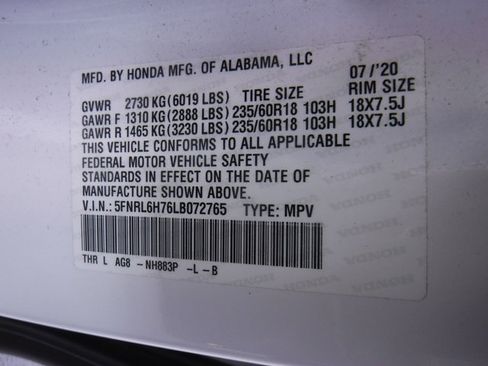 MFD. BY HONDA MFG. OF ALABAMA, LLC 07 /'20
GVWR 2730 KG (6019 LBS) TIRE SIZE RIM SIZE
GAWR F 1310 KG (2888 LBS) 235/60R18 103H 18X7.5J
GAWR R 1465 KG (3230 LBS) 235/60R18 103H 18X7.5J
THIS VEHICLE CONFORMS TO ALL APPLICABLE
FEDERAL MOTOR VEHICLE SAFETY
STANDARDS IN EFFECT ON THE DATE OF
MANUFACTURE SHOWN ABOVE.
V.I.N.: 5FNRL6H76LB072765 TYPE: MPV
THR L AG8 - NH883P - L - B